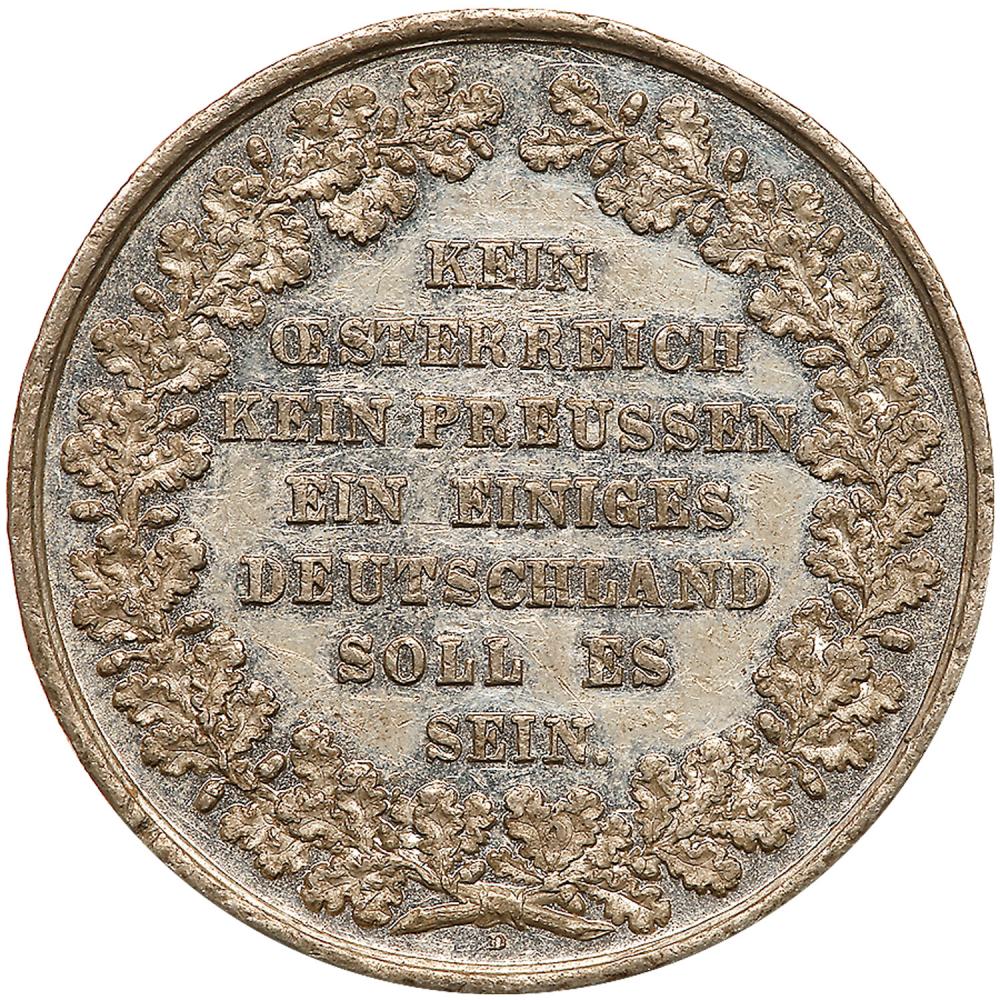 KEIN
ŒSTERREICH
KEIN PREUSSEN
EIN EINIGES
DEUTSCHLAND
SOLL ES
SEIN.
D